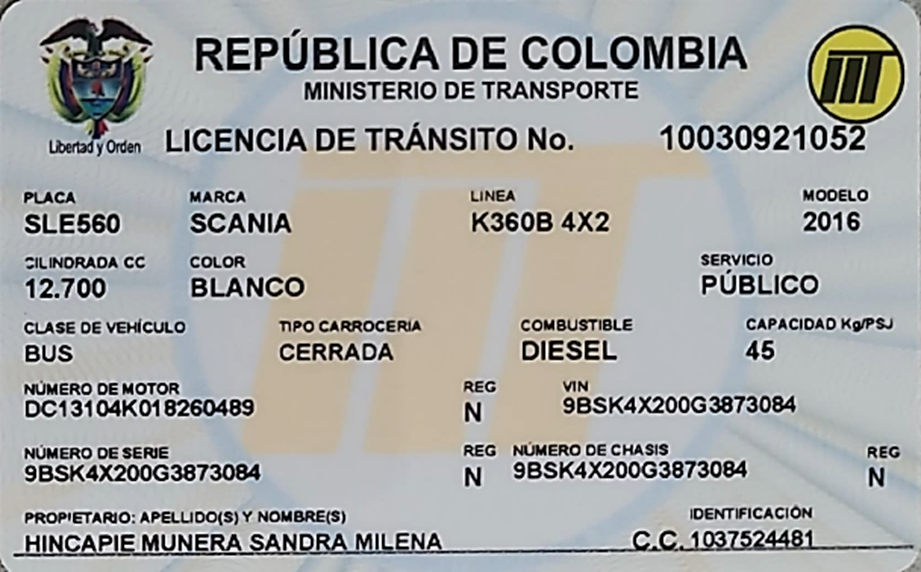 REPÚBLICA DE COLOMBIA
MINISTERIO DE TRANSPORTE
Libertad y Orden
LICENCIA DE TRÁNSITO No. 10030921052
PLACA MARCA LINEA MODELO
SLE560 SCANIA K360B 4X2 2016
CILINDRADA CC COLOR SERVICIO
12.700 BLANCO PÚBLICO
CLASE DE VEHÍCULO TIPO CARROCERÍA COMBUSTIBLE CAPACIDAD Kg/PSJ
BUS CERRADA DIESEL 45
NÚMERO DE MOTOR REG VIN
DC13104K018260489 N 9BSK4X200G3873084
NÚMERO DE SERIE REG NÚMERO DE CHASIS REG
9BSK4X200G3873084 N 9BSK4X200G3873084 N
PROPIETARIO: APELLIDO(S) Y NOMBRE(S) IDENTIFICACIÓN
HINCAPIE MUNERA SANDRA MILENA C.C. 1037524481